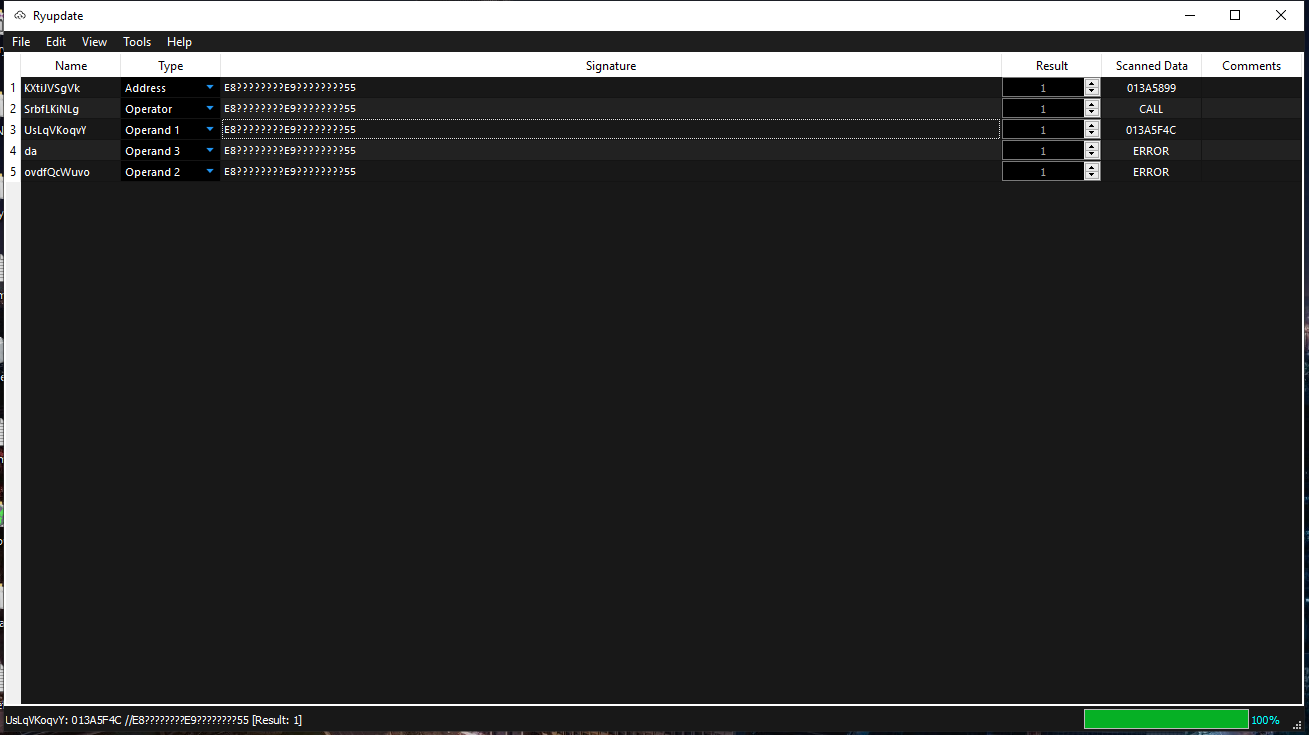 Ryupdate
File Edit View Tools Help
Name Type Signature Result Scanned Data Comments
1 KXtiJVSgVk Address E8????????E9????????55 1 013A5899
2 SrbfLKiNLg Operator E8????????E9????????55 1 CALL
3 UsLqVKoqvY Operand 1 E8????????E9????????55 1 013A5F4C
4 da Operand 3 E8????????E9????????55 1 ERROR
5 ovdfQcWuvo Operand 2 E8????????E9????????55 1 ERROR
UsLqVKoqvY: 013A5F4C //E8????????E9????????55 [Result: 1] 100%